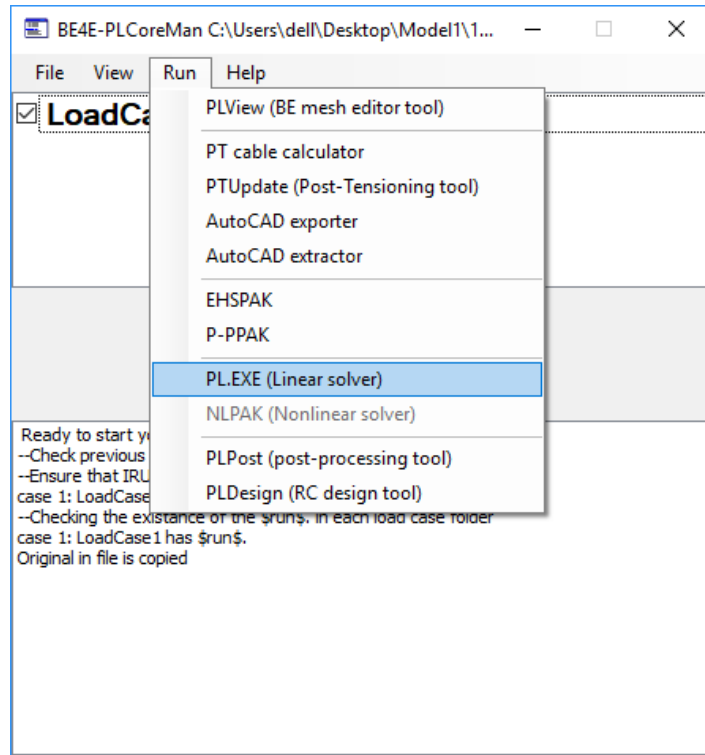 BE4E-PLCoreMan C:\Users\dell\Desktop\Model1\1...
File View Run Help
LoadCa
PLView (BE mesh editor tool)
PT cable calculator
PTUpdate (Post-Tensioning tool)
AutoCAD exporter
AutoCAD extractor
EHSPAK
P-PPAK
PL.EXE (Linear solver)
NLPAK (Nonlinear solver)
PLPost (post-processing tool)
PLDesign (RC design tool)
Ready to start y
--Check previous
--Ensure that IRU
case 1: LoadCase
--Checking the existance of the $run$. in each load case folder
case 1: LoadCase1 has $run$.
Original in file is copied